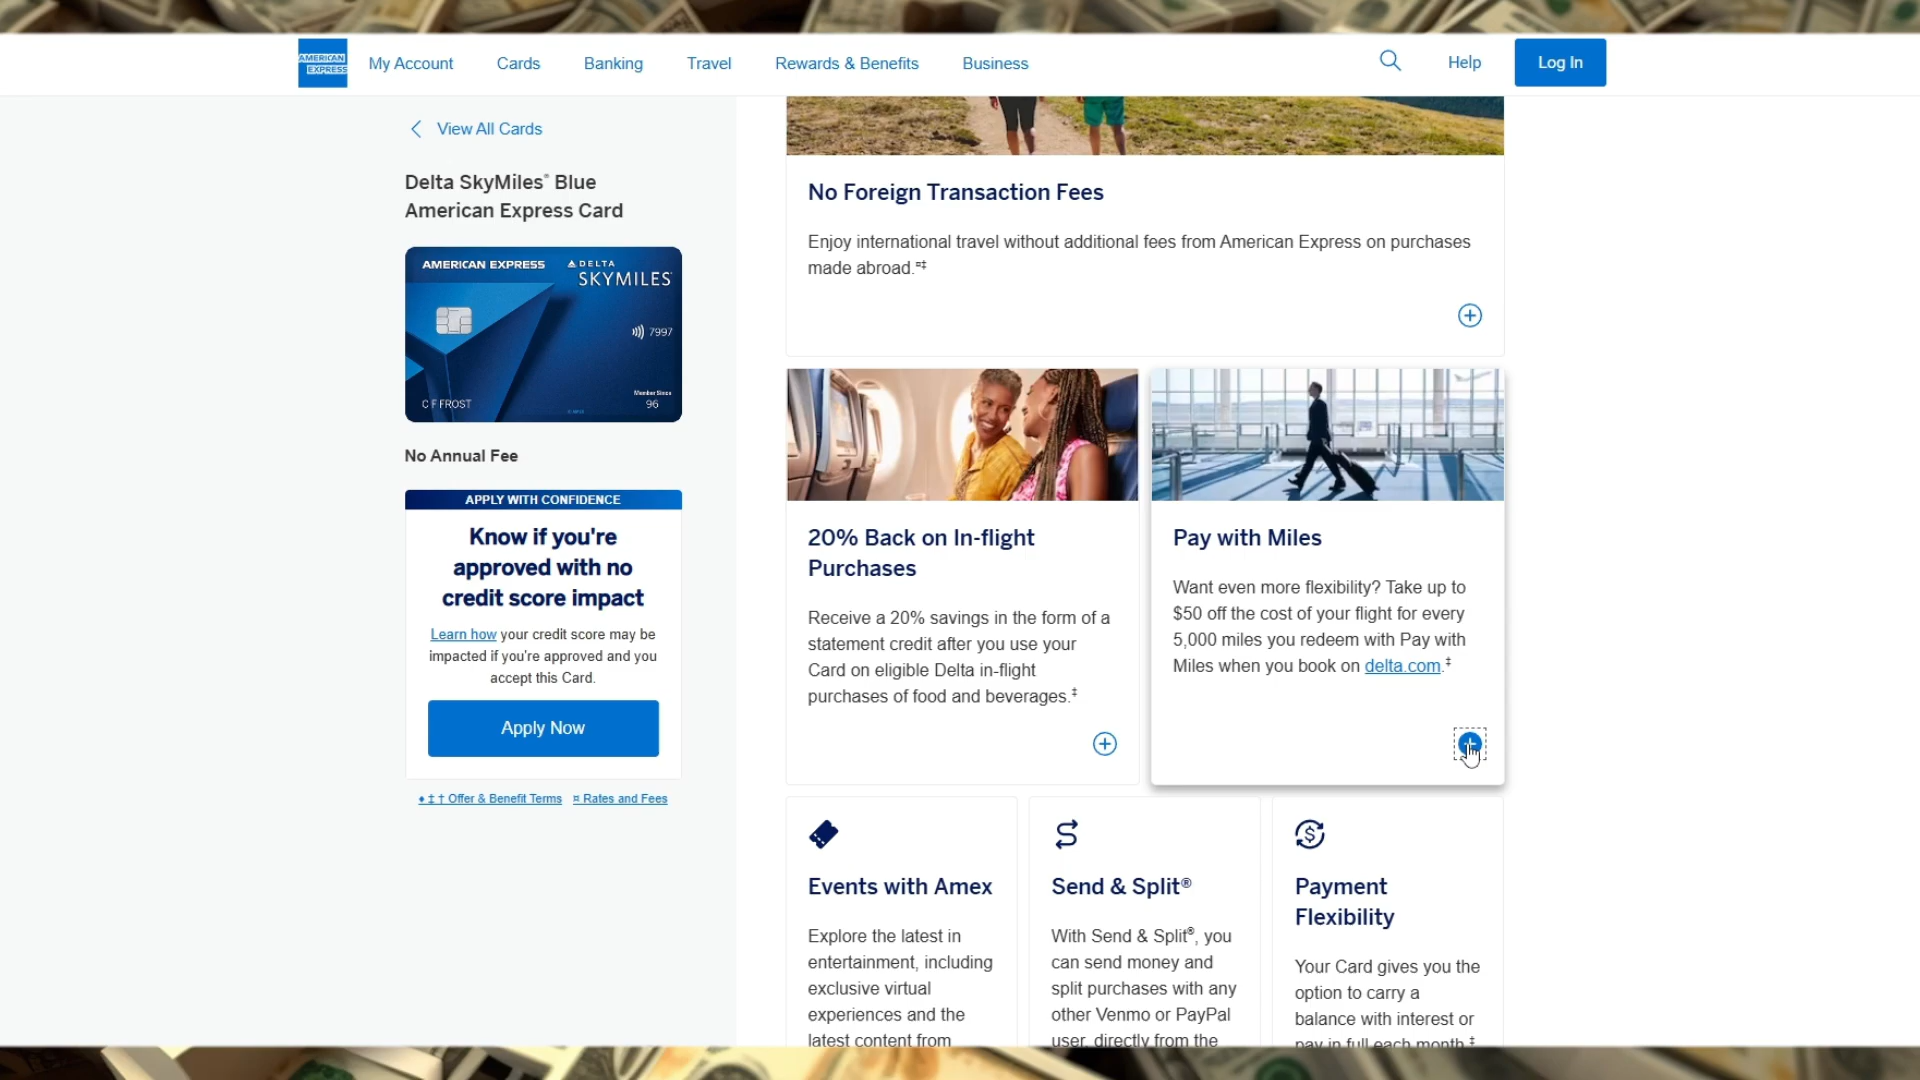 AMERICAN EXPRESS
My Account
Cards
Banking
Travel
Rewards & Benefits
Business
Help
Log In
View All Cards
Delta SkyMiles® Blue
American Express Card
AMERICAN EXPRESS
DELTA
SKYMILES
7997
Member Since
96
C F FROST
No Annual Fee
APPLY WITH CONFIDENCE
Know if you're
approved with no
credit score impact
Learn how your credit score may be
impacted if you're approved and you
accept this Card.
Apply Now
♦ ‡ † Offer & Benefit Terms
¤ Rates and Fees
No Foreign Transaction Fees
Enjoy international travel without additional fees from American Express on purchases
made abroad.¤‡
20% Back on In-flight
Purchases
Receive a 20% savings in the form of a
statement credit after you use your
Card on eligible Delta in-flight
purchases of food and beverages.‡
Pay with Miles
Want even more flexibility? Take up to
$50 off the cost of your flight for every
5,000 miles you redeem with Pay with
Miles when you book on delta.com.‡
Events with Amex
Explore the latest in
entertainment, including
exclusive virtual
experiences and the
latest content from
Send & Split®
With Send & Split®, you
can send money and
split purchases with any
other Venmo or PayPal
user, directly from the
Payment
Flexibility
Your Card gives you the
option to carry a
balance with interest or
pay in full each month.‡